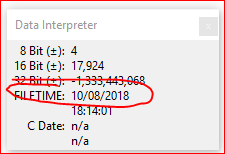 Data Interpreter
8 Bit (±): 4
16 Bit (±): 17,924
32 Bit (±): -1,333,443,068
FILETIME: 10/08/2018
18:14:01
C Date: n/a
n/a